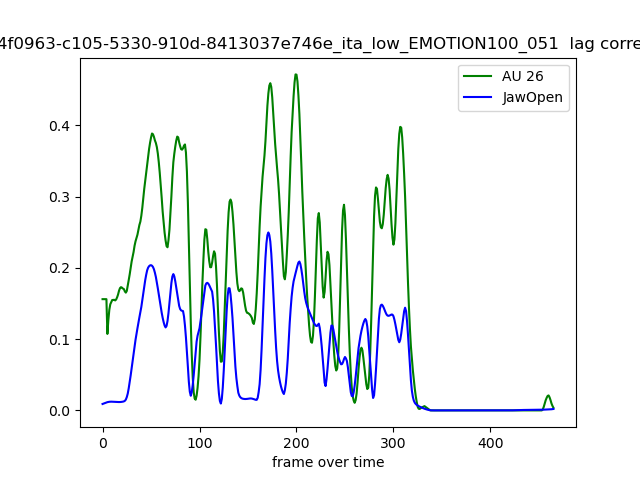 4f0963-c105-5330-910d-8413037e746e_ita_low_EMOTION100_051 lag corre
AU 26
JawOpen
0.4
0.3
0.2
0.1
0.0
0 100 200 300 400
frame over time